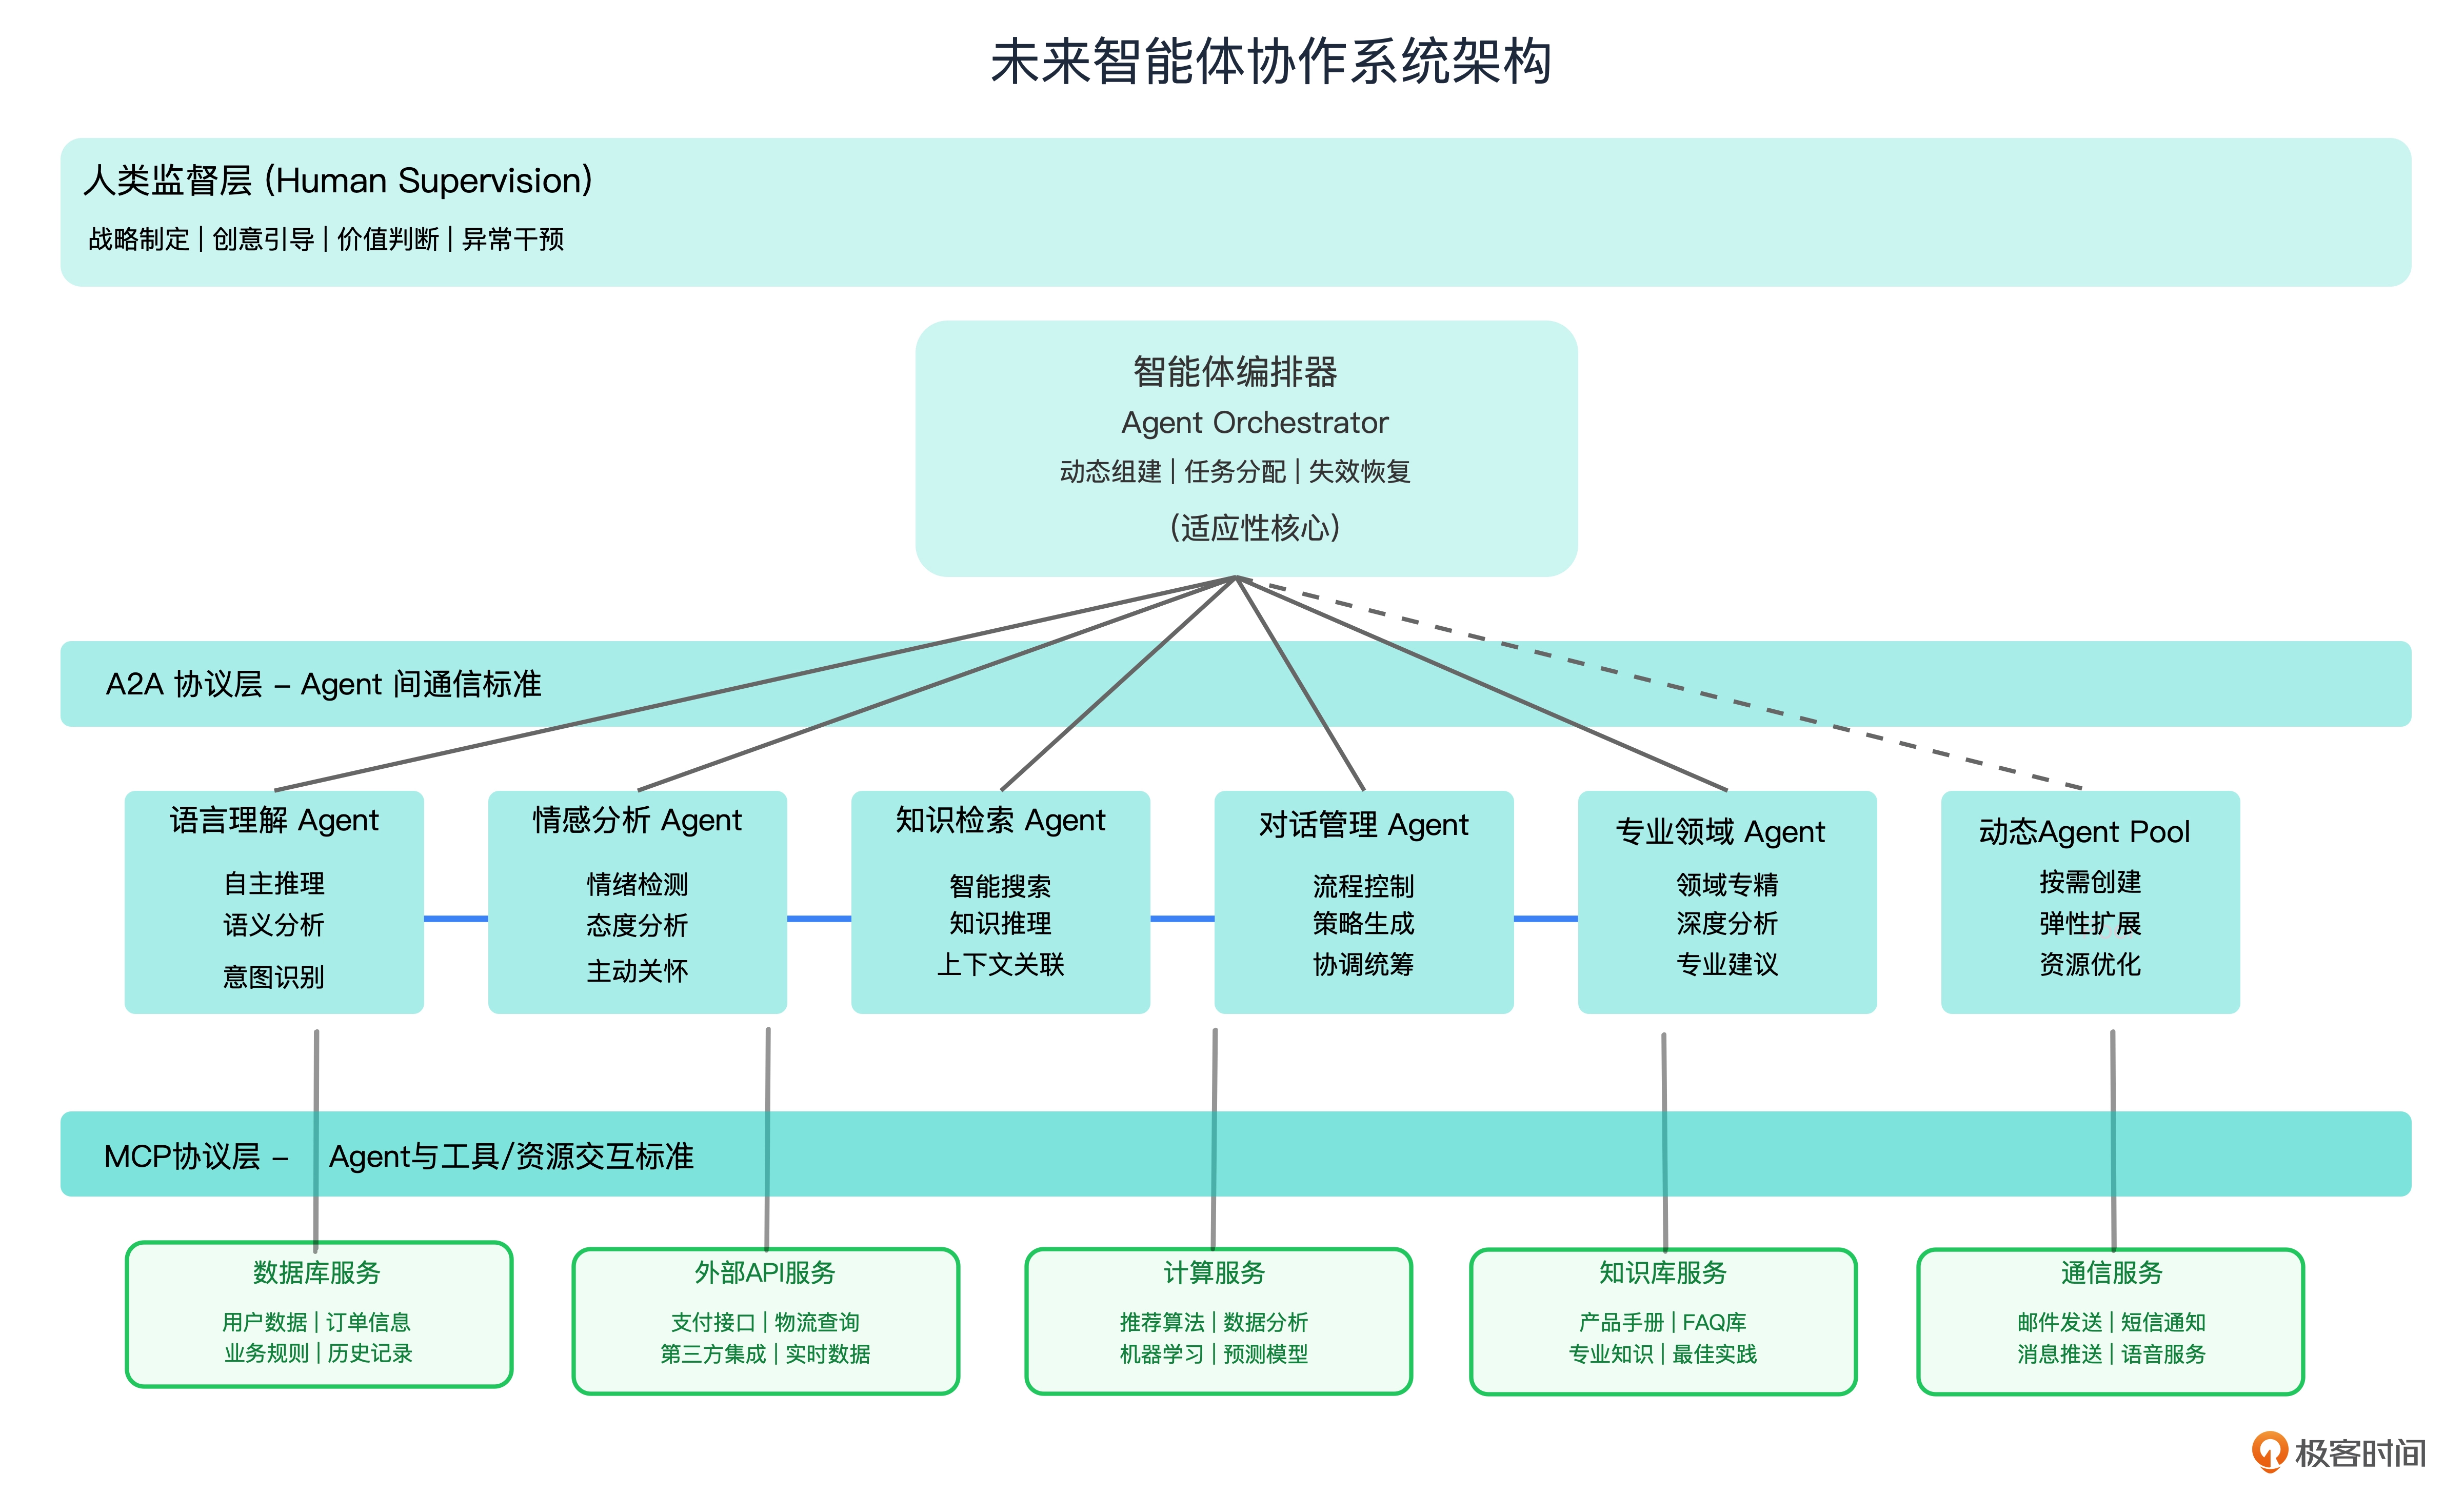 未来智能体协作系统架构
人类监督层 (Human Supervision)
战略制定 | 创意引导 | 价值判断 | 异常干预
智能体编排器
Agent Orchestrator
动态组建 | 任务分配 | 失效恢复
(适应性核心)
A2A 协议层 - Agent 间通信标准
语言理解 Agent
自主推理
语义分析
意图识别
情感分析 Agent
情绪检测
态度分析
主动关怀
知识检索 Agent
智能搜索
知识推理
上下文关联
对话管理 Agent
流程控制
策略生成
协调统筹
专业领域 Agent
领域专精
深度分析
专业建议
动态Agent Pool
按需创建
弹性扩展
资源优化
MCP协议层 - Agent与工具/资源交互标准
数据库服务
用户数据 | 订单信息
业务规则 | 历史记录
外部API服务
支付接口 | 物流查询
第三方集成 | 实时数据
计算服务
推荐算法 | 数据分析
机器学习 | 预测模型
知识库服务
产品手册 | FAQ库
专业知识 | 最佳实践
通信服务
邮件发送 | 短信通知
消息推送 | 语音服务
极客时间